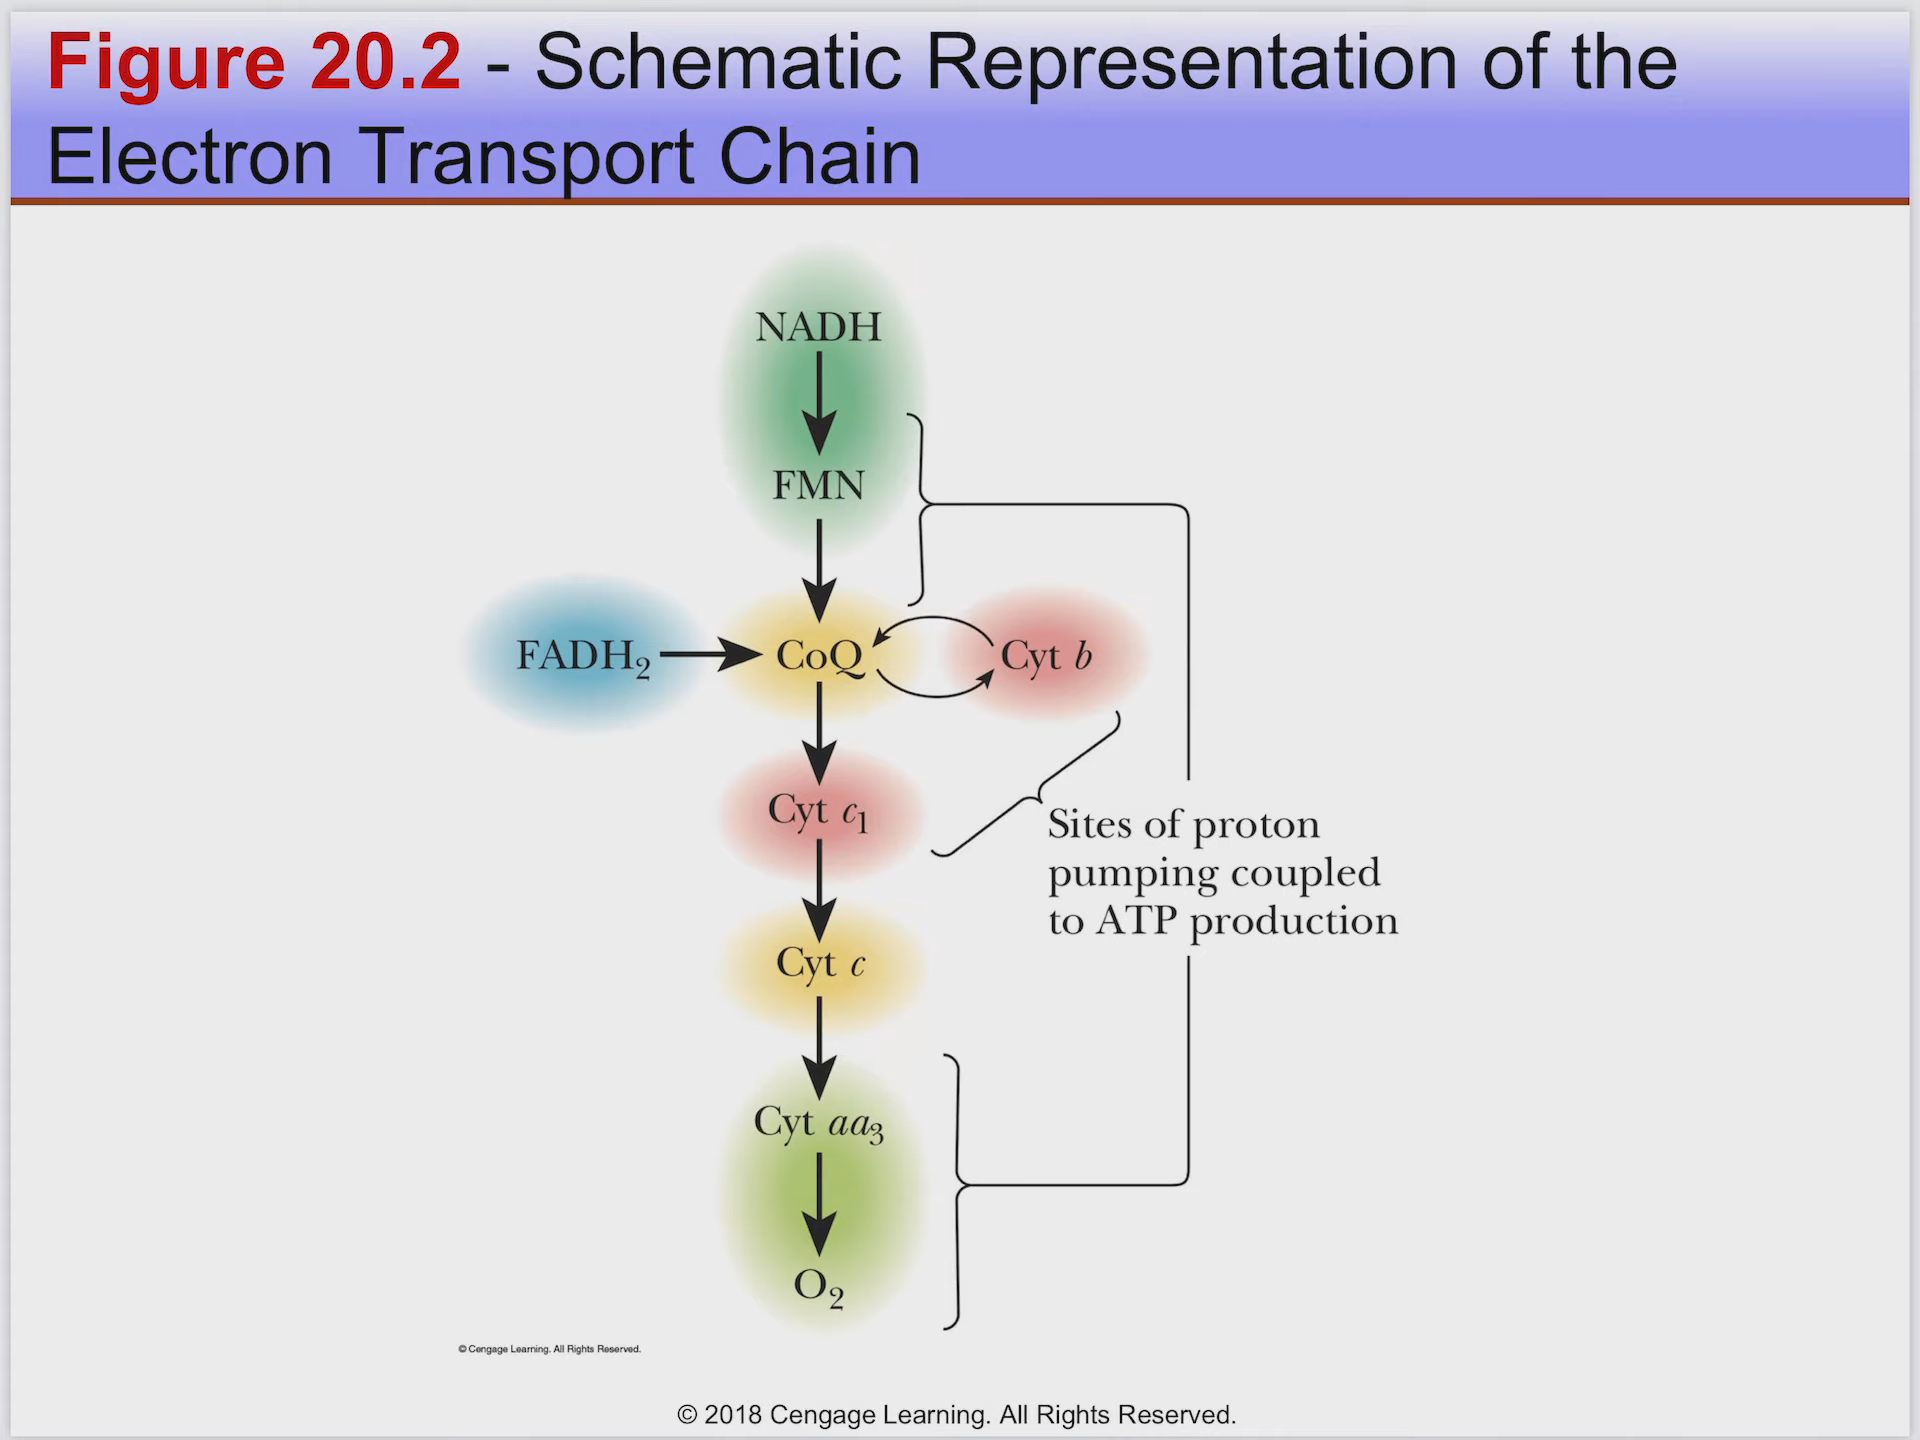 Figure 20.2 - Schematic Representation of the
Electron Transport Chain
NADH
FMN
FADH₂
CoQ
Cyt b
Cyt c₁
Sites of proton
pumping coupled
to ATP production
Cyt c
Cyt aa₃
O₂
© Cengage Learning. All Rights Reserved.
© 2018 Cengage Learning. All Rights Reserved.